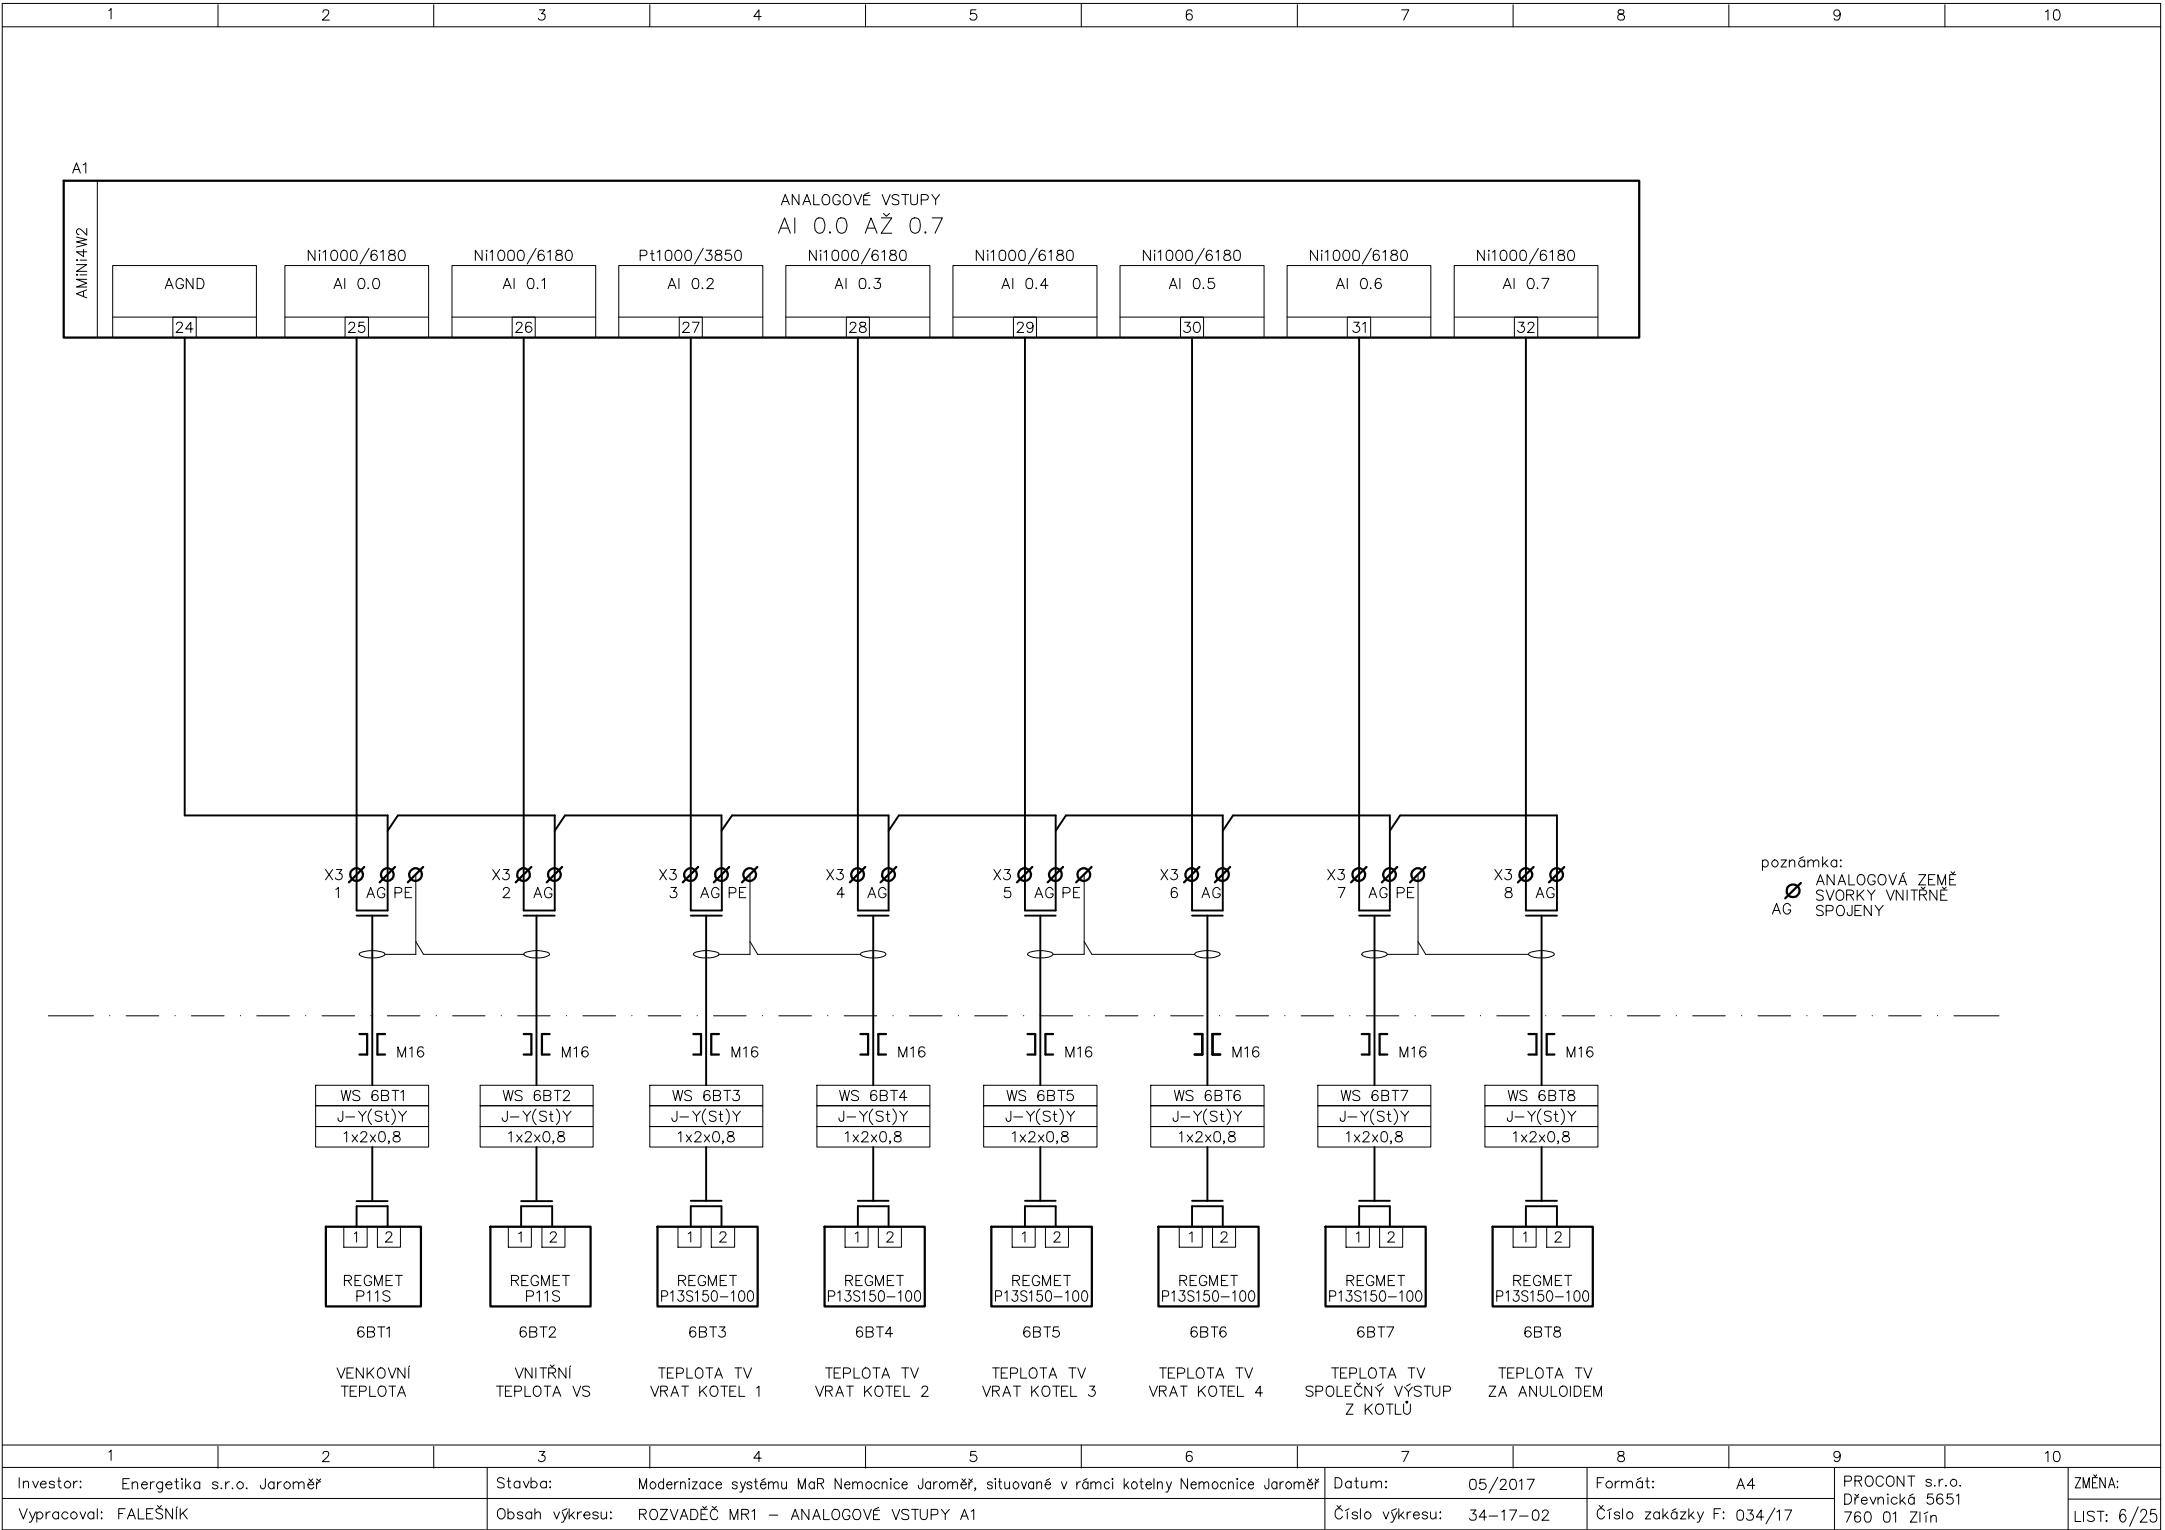 1 2 3 4 5 6 7 8 9 10
A1
AMiNi4W2
ANALOGOVÉ VSTUPY
AI 0.0 AŽ 0.7
Ni1000/6180 Ni1000/6180 Pt1000/3850 Ni1000/6180 Ni1000/6180 Ni1000/6180 Ni1000/6180 Ni1000/6180
AGND AI 0.0 AI 0.1 AI 0.2 AI 0.3 AI 0.4 AI 0.5 AI 0.6 AI 0.7
24 25 26 27 28 29 30 31 32
X3 X3 X3 X3 X3 X3 X3 X3
1 AG PE 2 AG 3 AG PE 4 AG 5 AG PE 6 AG 7 AG PE 8 AG
poznámka:
ANALOGOVÁ ZEMĚ
SVORKY VNITŘNĚ
AG SPOJENY
M16 M16 M16 M16 M16 M16 M16 M16
WS 6BT1 WS 6BT2 WS 6BT3 WS 6BT4 WS 6BT5 WS 6BT6 WS 6BT7 WS 6BT8
J-Y(St)Y J-Y(St)Y J-Y(St)Y J-Y(St)Y J-Y(St)Y J-Y(St)Y J-Y(St)Y J-Y(St)Y
1x2x0,8 1x2x0,8 1x2x0,8 1x2x0,8 1x2x0,8 1x2x0,8 1x2x0,8 1x2x0,8
1 2 1 2 1 2 1 2 1 2 1 2 1 2 1 2
REGMET REGMET REGMET REGMET REGMET REGMET REGMET REGMET
P11S P11S P13S150-100 P13S150-100 P13S150-100 P13S150-100 P13S150-100 P13S150-100
6BT1 6BT2 6BT3 6BT4 6BT5 6BT6 6BT7 6BT8
VENKOVNÍ VNITŘNÍ TEPLOTA TV TEPLOTA TV TEPLOTA TV TEPLOTA TV TEPLOTA TV TEPLOTA TV
TEPLOTA TEPLOTA VS VRAT KOTEL 1 VRAT KOTEL 2 VRAT KOTEL 3 VRAT KOTEL 4 SPOLEČNÝ VÝSTUP ZA ANULOIDEM
Z KOTLŮ
1 2 3 4 5 6 7 8 9 10
Investor: Energetika s.r.o. Jaroměř Stavba: Modernizace systému MaR Nemocnice Jaroměř, situované v rámci kotelny Nemocnice Jaroměř Datum: 05/2017 Formát: A4 PROCONT s.r.o. ZMĚNA:
Dřevnická 5651
Vypracoval: FALEŠNÍK Obsah výkresu: ROZVADĚČ MR1 - ANALOGOVÉ VSTUPY A1 Číslo výkresu: 34-17-02 Číslo zakázky F: 034/17 760 01 Zlín LIST: 6/25